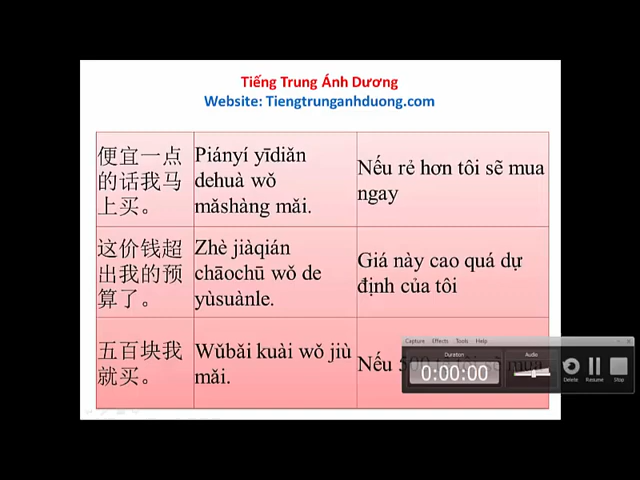 Tiếng Trung Ánh Dương
Website: Tiengtrunganhduong.com
便宜一点
的话我马
上买。
Piányí yīdiǎn
dehuà wǒ
mǎshàng mǎi.
Nếu rẻ hơn tôi sẽ mua
ngay
这价钱超
出我的预
算了。
Zhè jiàqián
chāochū wǒ de
yùsuànle.
Giá này cao quá dự
định của tôi
五百块我
就买。
Wǔbǎi kuài wǒ jiù
mǎi.
Nếu
Capture Effects Tools Help
Duration
0:00:00
Audio
Delete
Resume
Stop